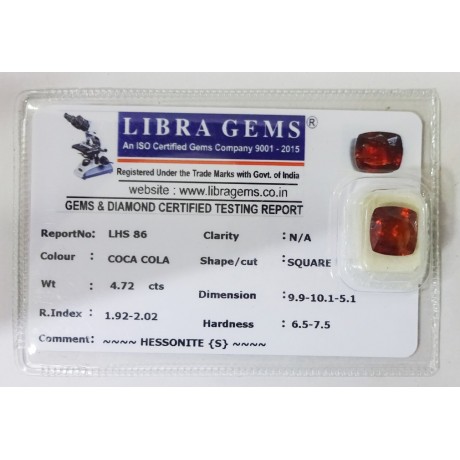 LIBRA GEMS®
An ISO Certified Gems Company 9001 - 2015
Registered Under the Trade Marks with Govt. of India
website : www.libragems.co.in
GEMS & DIAMOND CERTIFIED TESTING REPORT
ReportNo: LHS 86 Clarity : N/A
Colour : COCA COLA Shape/cut : SQUARE
Wt : 4.72 cts Dimension : 9.9-10.1-5.1
R.Index : 1.92-2.02 Hardness : 6.5-7.5
Comment: ~~~~ HESSONITE {S} ~~~~